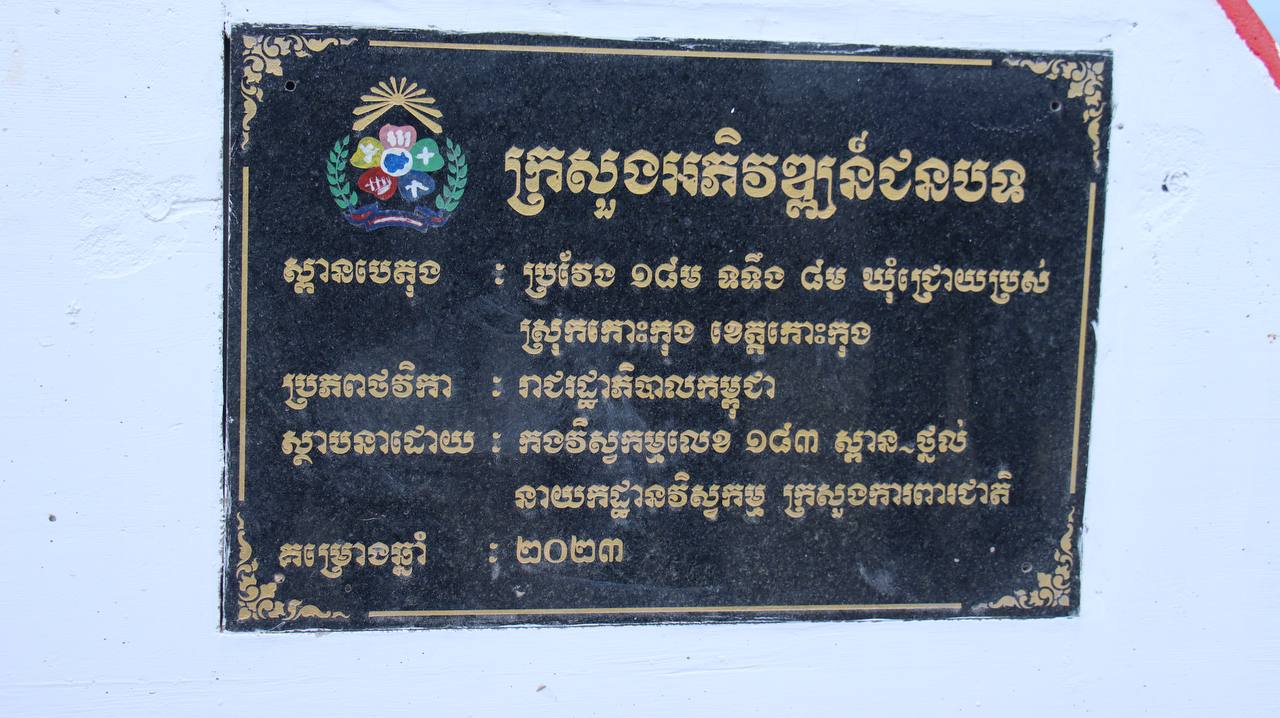 ក្រសួងអភិវឌ្ឍន៍ជនបទ
ស្ពានបេតុង : ប្រវែង ១៨ម ទទឹង ៨ម ឃុំជ្រោយប្រស់
ស្រុកកោះកុង ខេត្តកោះកុង
ប្រភពថវិកា : រាជរដ្ឋាភិបាលកម្ពុជា
ស្ថាបនាដោយ : កងវិស្វកម្មលេខ ១៨៣ ស្ពាន~ថ្នល់
នាយកដ្ឋានវិស្វកម្ម ក្រសួងការពារជាតិ
គម្រោងឆ្នាំ : ២០២៣